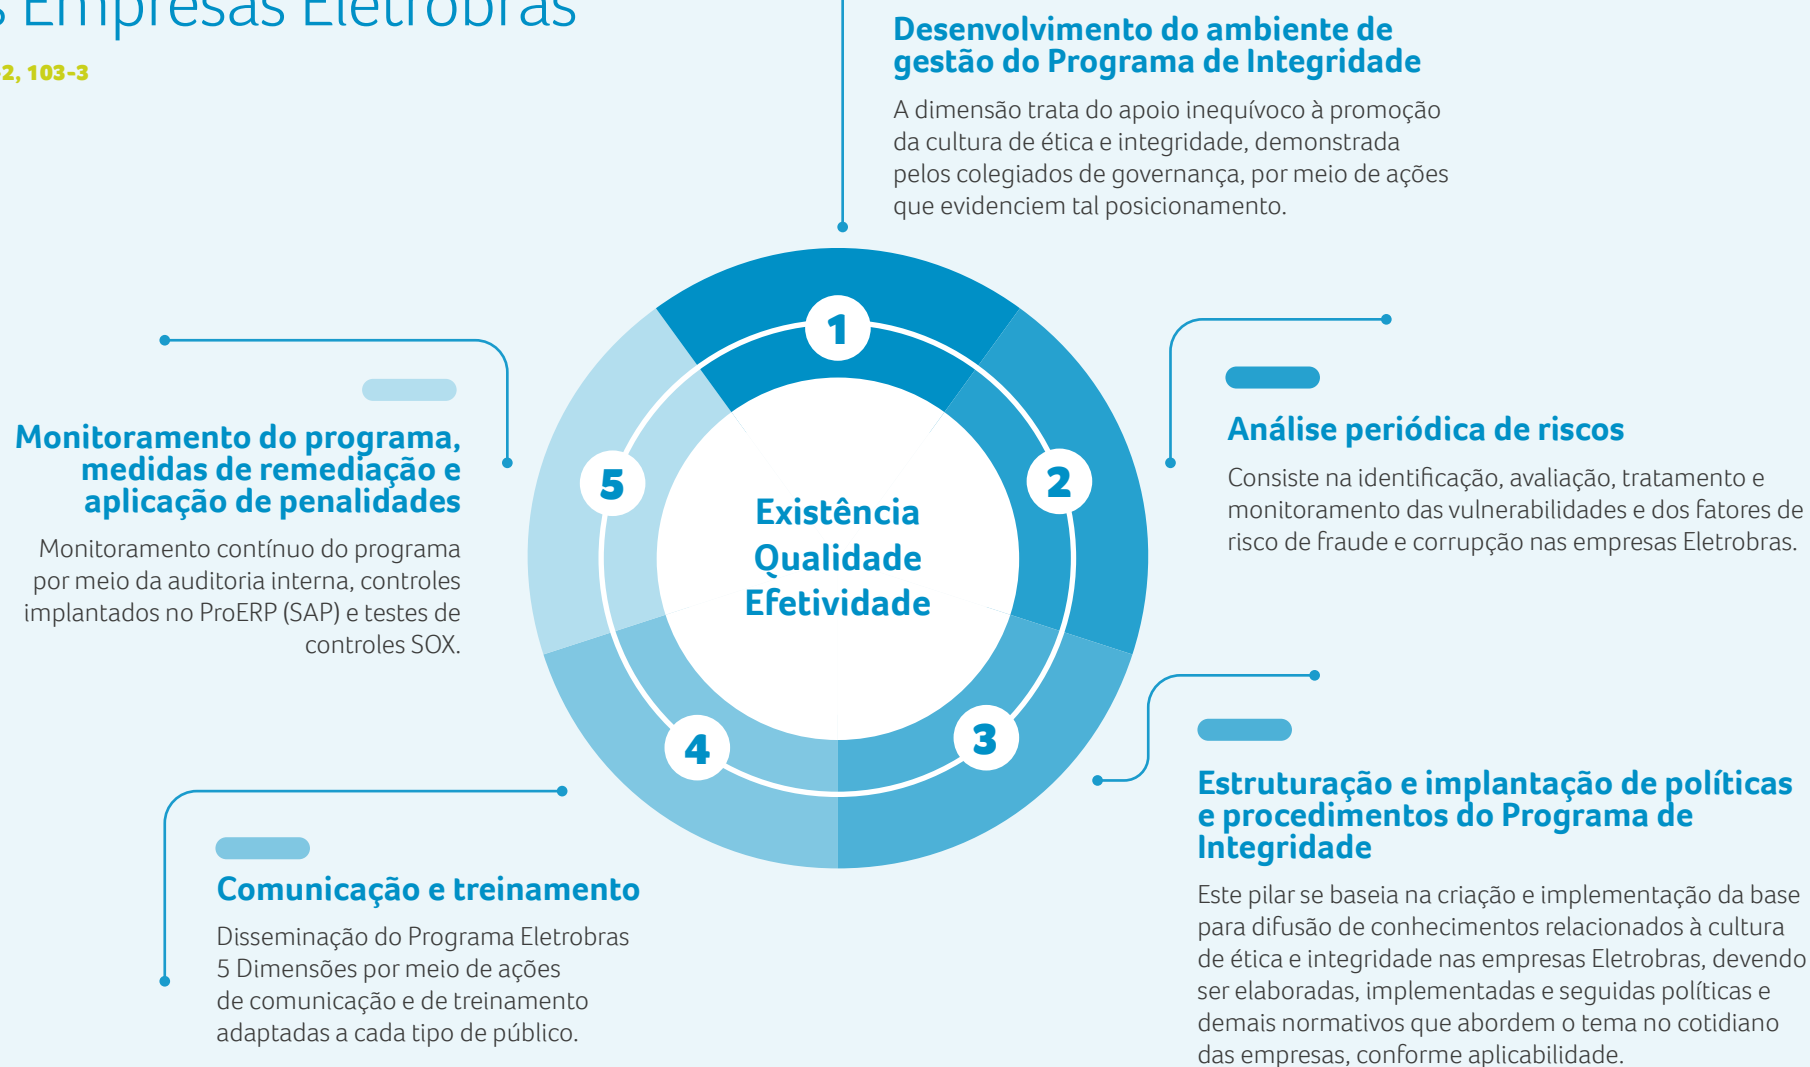 s Empresas Eletrobras
-2, 103-3
Desenvolvimento do ambiente de
gestão do Programa de Integridade
A dimensão trata do apoio inequívoco à promoção
da cultura de ética e integridade, demonstrada
pelos colegiados de governança, por meio de ações
que evidenciem tal posicionamento.
1
2
3
4
5
Existência
Qualidade
Efetividade
Análise periódica de riscos
Consiste na identificação, avaliação, tratamento e
monitoramento das vulnerabilidades e dos fatores de
risco de fraude e corrupção nas empresas Eletrobras.
Estruturação e implantação de políticas
e procedimentos do Programa de
Integridade
Este pilar se baseia na criação e implementação da base
para difusão de conhecimentos relacionados à cultura
de ética e integridade nas empresas Eletrobras, devendo
ser elaboradas, implementadas e seguidas políticas e
demais normativos que abordem o tema no cotidiano
das empresas, conforme aplicabilidade.
Comunicação e treinamento
Disseminação do Programa Eletrobras
5 Dimensões por meio de ações
de comunicação e de treinamento
adaptadas a cada tipo de público.
Monitoramento do programa,
medidas de remediação e
aplicação de penalidades
Monitoramento contínuo do programa
por meio da auditoria interna, controles
implantados no ProERP (SAP) e testes de
controles SOX.